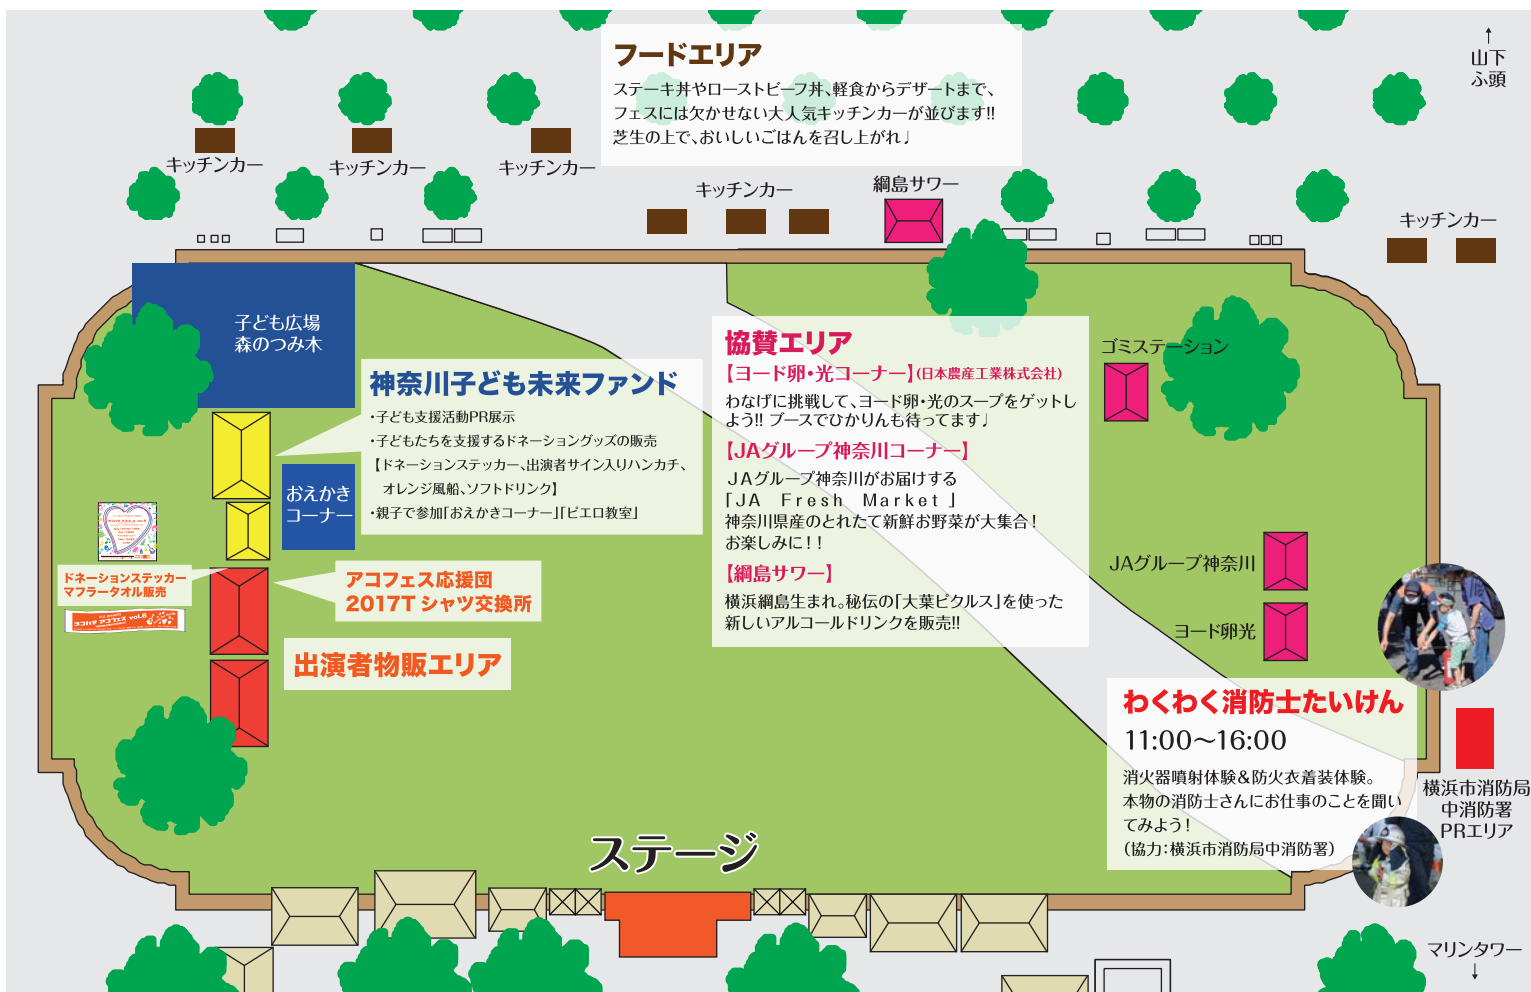 フードエリア
ステーキ丼やローストビーフ丼、軽食からデザートまで、
フェスには欠かせない大人気キッチンカーが並びます!!
芝生の上で、おいしいごはんを召し上がれ♩
↑
山下
ふ頭
キッチンカー
キッチンカー
キッチンカー
キッチンカー
綱島サワー
キッチンカー
子ども広場
森のつみ木
神奈川子ども未来ファンド
・子ども支援活動PR展示
・子どもたちを支援するドネーショングッズの販売
【ドネーションステッカー、出演者サイン入りハンカチ、
オレンジ風船、ソフトドリンク】
・親子で参加「おえかきコーナー」「ピエロ教室」
おえかき
コーナー
協賛エリア
【ヨード卵・光コーナー】(日本農産工業株式会社)
わなげに挑戦して、ヨード卵・光のスープをゲットし
よう!! ブースでひかりんも待ってます♩
【JAグループ神奈川コーナー】
JAグループ神奈川がお届けする
「JA Fresh Market 」
神奈川県産のとれたて新鮮お野菜が大集合！
お楽しみに！！
【綱島サワー】
横浜綱島生まれ。秘伝の「大葉ピクルス」を使った
新しいアルコールドリンクを販売!!
ゴミステーション
JAグループ神奈川
ヨード卵光
ドネーションステッカー
マフラータオル販売
ヨコハマ アコフェス vol.6
アコフェス応援団
2017T シャツ交換所
出演者物販エリア
わくわく消防士たいけん
11:00～16:00
消火器噴射体験＆防火衣着装体験。
本物の消防士さんにお仕事のことを聞い
てみよう！
（協力：横浜市消防局中消防署）
横浜市消防局
中消防署
PRエリア
ステージ
マリンタワー
↓